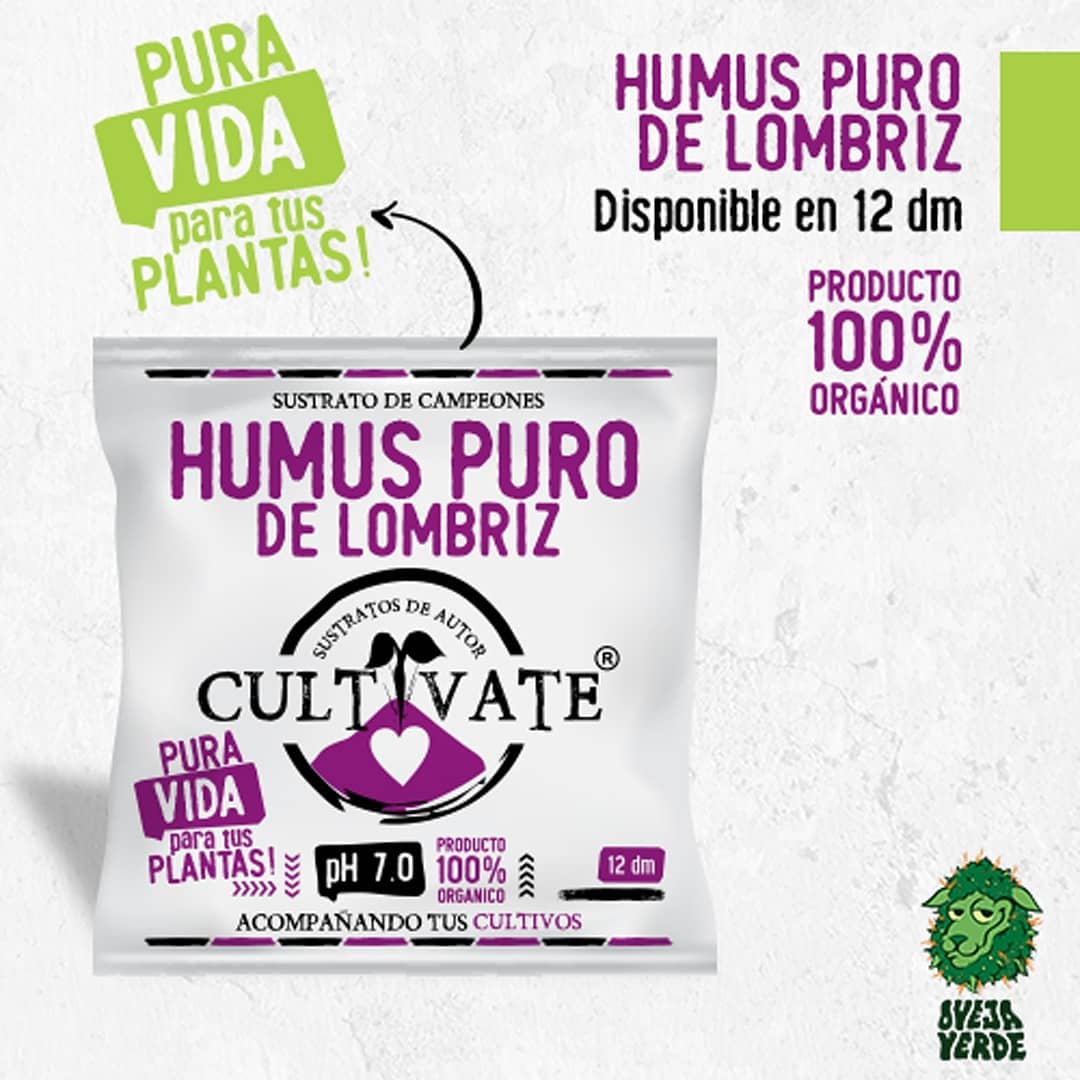 PURA
VIDA
para tus
PLANTAS!
HUMUS PURO
DE LOMBRIZ
Disponible en 12 dm
PRODUCTO
100%
ORGÁNICO
SUSTRATO DE CAMPEONES
HUMUS PURO
DE LOMBRIZ
SUSTRATOS DE AUTOR
CULTIVATE®
PURA
VIDA
para tus
PLANTAS!
pH 7.0
PRODUCTO
100%
ORGANICO
12 dm
ACOMPAÑANDO TUS CULTIVOS
OVEJA
VERDE